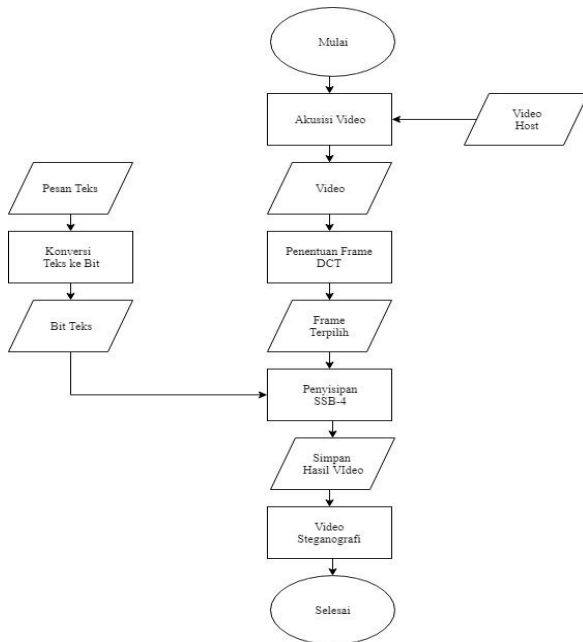 Mulai
Akusisi Video
Video
Host
Pesan Teks
Video
Konversi
Teks ke Bit
Penentuan Frame
DCT
Bit Teks
Frame
Terpilih
Penyisipan
SSB-4
Simpan
Hasil VIdeo
Video
Steganografi
Selesai